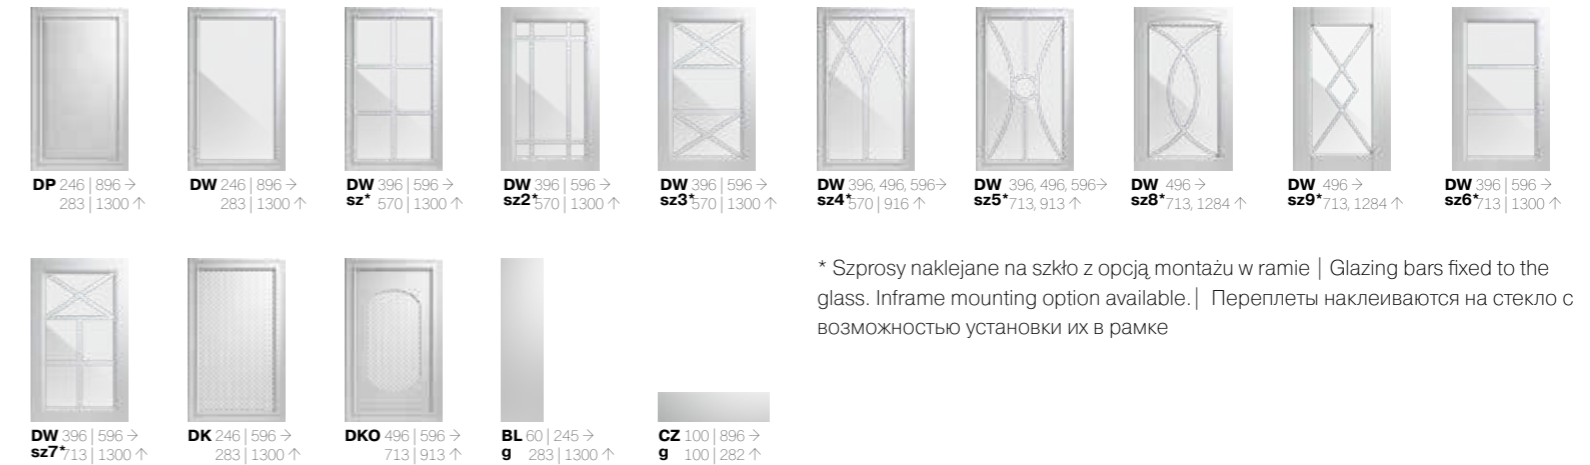 DP 246 | 896 →
283 | 1300 ↑
DW 246 | 896 →
283 | 1300 ↑
DW 396 | 596 →
sz* 570 | 1300 ↑
DW 396 | 596 →
sz2* 570 | 1300 ↑
DW 396 | 596 →
sz3* 570 | 1300 ↑
DW 396, 496, 596→
sz4* 570 | 916 ↑
DW 396, 496, 596→
sz5* 713, 913 ↑
DW 496 →
sz8* 713, 1284 ↑
DW 496 →
sz9* 713, 1284 ↑
DW 396 | 596 →
sz6* 713 | 1300 ↑
* Szprosy naklejane na szkło z opcją montażu w ramie | Glazing bars fixed to the
glass. Inframe mounting option available. | Переплеты наклеиваются на стекло с
возможностью установки их в рамке
DW 396 | 596 →
sz7* 713 | 1300 ↑
DK 246 | 596 →
283 | 1300 ↑
DKO 496 | 596 →
713 | 913 ↑
BL 60 | 245 →
g 283 | 1300 ↑
CZ 100 | 896 →
g 100 | 282 ↑